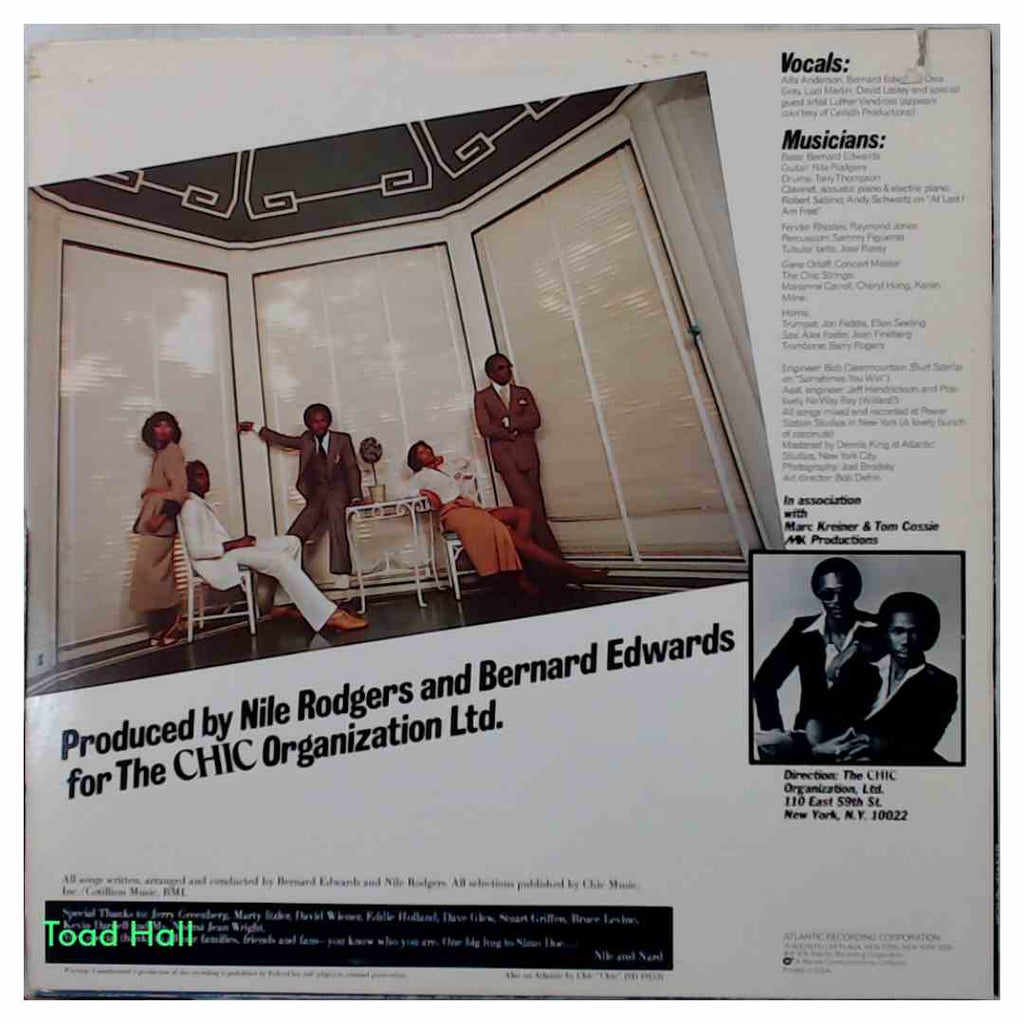 Vocals:
Alfa Anderson, Bernard Diva
Gray, Luci Martin, David Lasley and special
guest artist Luther Vandross (appears
courtesy of Productions)
Musicians:
Bass: Bernard Edwards
Guitar: Nile Rodgers
Drums: Tony Thompson
Clavinet, acoustic piano & electric piano:
Robert Sabino; Andy Schwartz on "At Last I
Am Free"
Fender Rhodes: Raymond Jones
Percussion: Sammy Figueroa
Tubular bells: Jose Rossy
Gene Orloff: Concert Master
The Chic Strings:
Marianne Carroll, Cheryl Hong, Karen
Milne.
Horns:
Trumpet: Jon Faddis, Ellen Seeling
Sax: Alex Foster, Jean Fineberg
Trombone: Barry Rogers
Engineer: Bob Clearmountain (Burt Szerlip
on "Sometimes You Win")
Asst. engineer: Jeff Hendrickson and Pos-
itively No Way Ray (Willard?)
All songs mixed and recorded at Power
Station Studios in New York (A lovely bunch
of coconuts)
Mastered by Dennis King at Atlantic
Studios, New York City.
Photography: Joel Brodsky
Art director: Bob Defrin
In association
with
Marc Kreiner & Tom Cossie
MK Productions
Produced by Nile Rodgers and Bernard Edwards
for The CHIC Organization Ltd.
Direction: The CHIC
Organization, Ltd.
110 East 59th St.
New York, N.Y. 10022
All songs written, arranged and conducted by Bernard Edwards and Nile Rodgers. All selections published by Chic Music,
Inc./Cotillion Music, BMI.
Special Thanks to: Jerry Greenberg, Marty David Wiener, Eddie Holland, Dave Glew, Stuart Griffen, Bruce Levine,
Kevin Jean Wright.
families, friends and fans—you know who you are. One big hug to Simo Doe...
Nile and Nard
Toad Hall
Also on Atlantic by Chic "Chic"
ATLANTIC RECORDING CORPORATION
Printed in U.S.A.